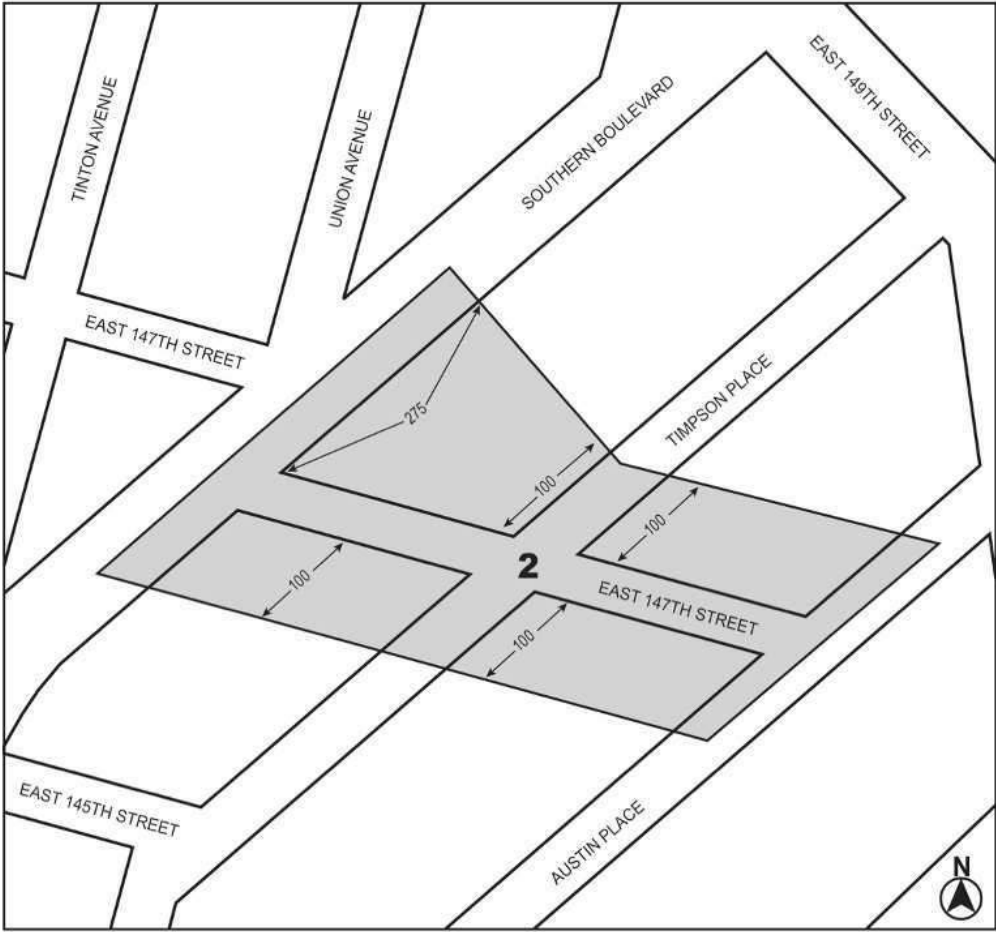 EAST 149TH STREET
SOUTHERN BOULEVARD
TINTON AVENUE
UNION AVENUE
EAST 147TH STREET
TIMPSON PLACE
275
100
100
2
100
EAST 147TH STREET
100
EAST 145TH STREET
AUSTIN PLACE
N